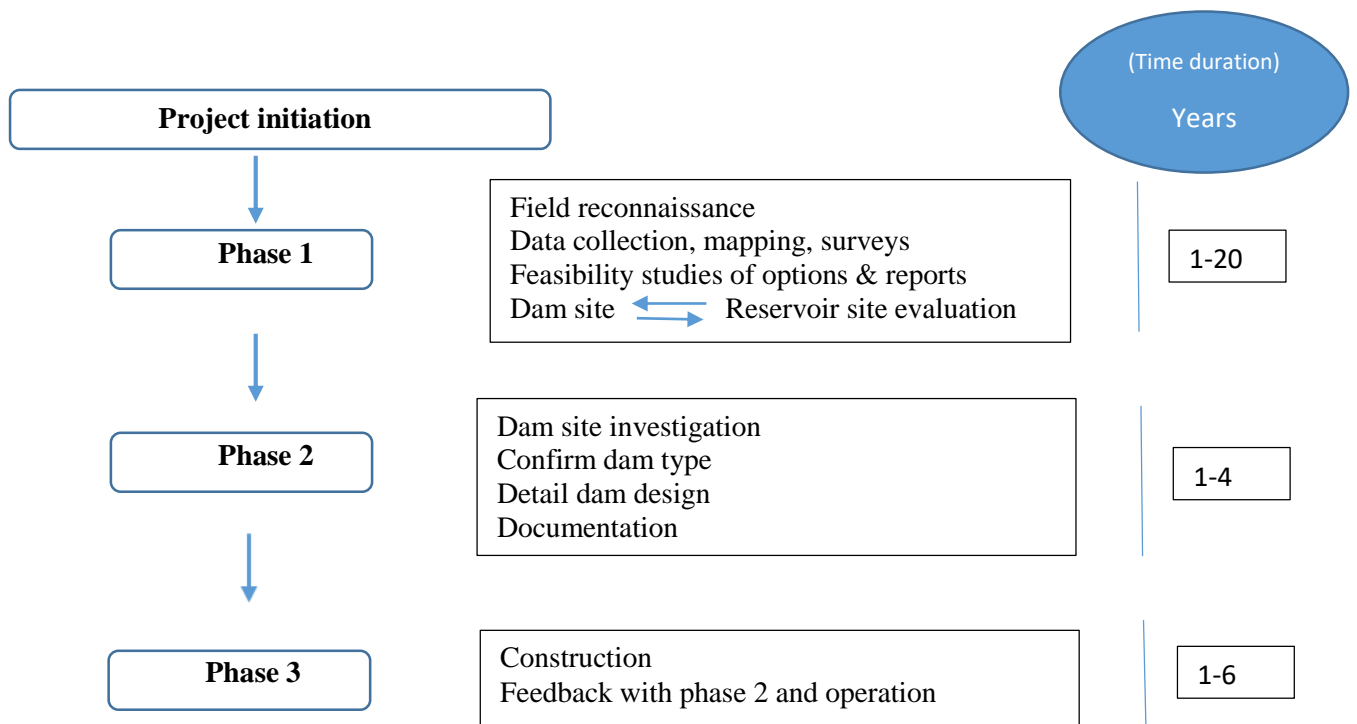 (Time duration)
Years
Project initiation
Phase 1
Field reconnaissance
Data collection, mapping, surveys
Feasibility studies of options & reports
Dam site Reservoir site evaluation
1-20
Phase 2
Dam site investigation
Confirm dam type
Detail dam design
Documentation
1-4
Phase 3
Construction
Feedback with phase 2 and operation
1-6